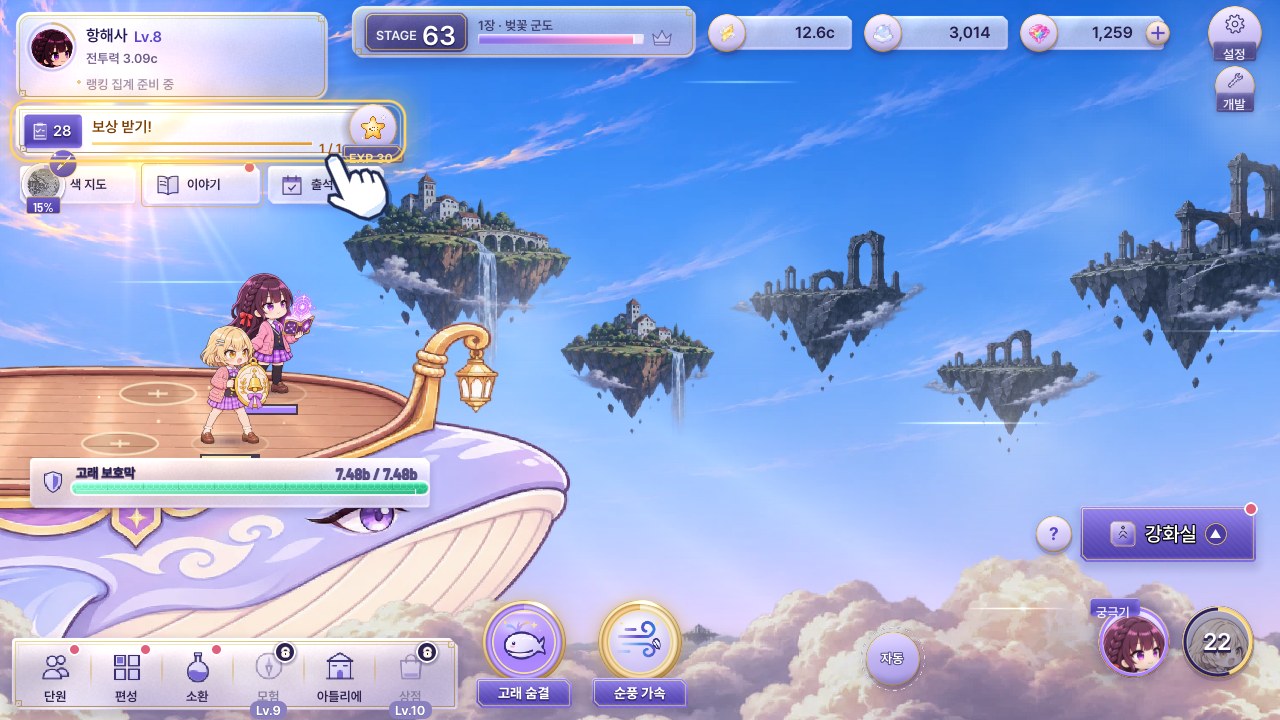 항해사 Lv.8
전투력 3.09c
랭킹 집계 준비 중
STAGE 63
1장 · 벚꽃 군도
12.6c
3,014
1,259
설정
개발
28
보상 받기!
1/1
EXP 30
색 지도
15%
이야기
출석
고래 보호막
7.48b / 7.48b
?
강화실
궁극기
22
자동
고래 숨결
순풍 가속
단원
편성
소환
모험
Lv.9
아틀리에
상점
Lv.10